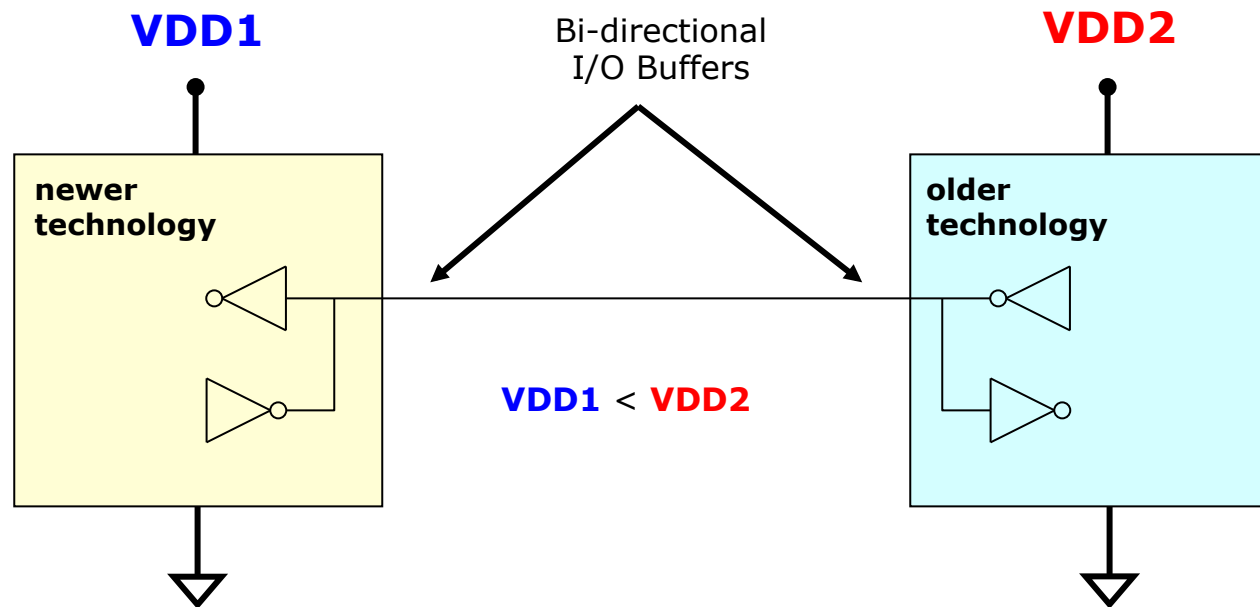 VDD1
Bi-directional
I/O Buffers
VDD2
newer
technology
older
technology
VDD1 < VDD2